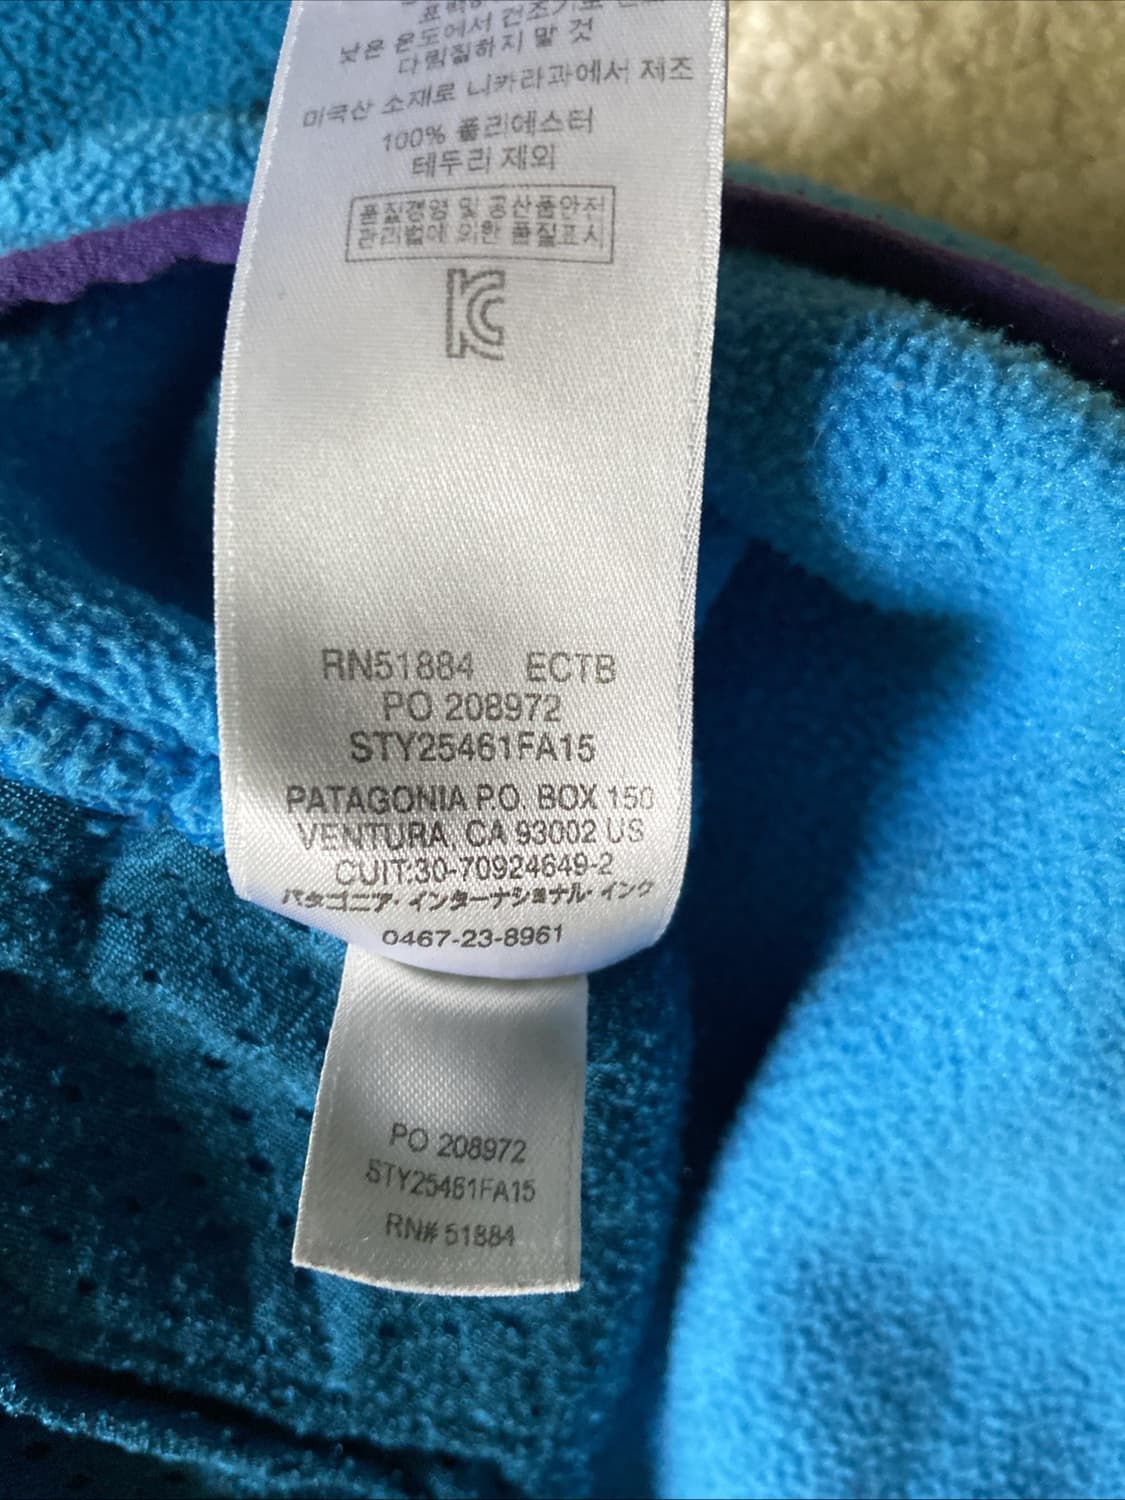 낮은 온도에서 건조기로
다림질하지 말 것
미국산 소재로 니카라과에서 제조
100% 폴리에스터
테두리 제외
품질경영 및 공산품안전
관리법에 의한 품질표시
RN51884 ECTB
PO 208972
STY25461FA15
PATAGONIA P.O. BOX 150
VENTURA, CA 93002 US
CUIT:30-70924649-2
パタゴニア・インターナショナル・インク
0467-23-8961
PO 208972
STY25461FA15
RN# 51884